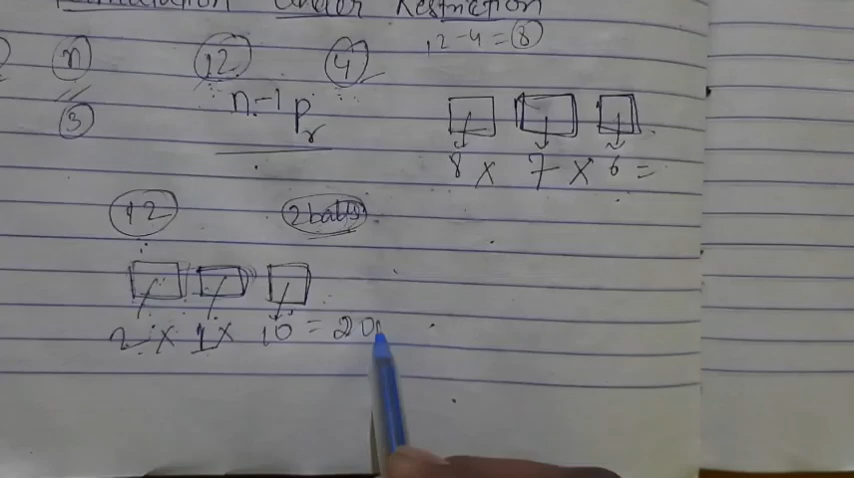 Permutation Under Restriction
12-4=8
n 12 4
3 n-1Pr
8 x 7 x 6 =
12 2 balls
2 x 1 x 10 = 20